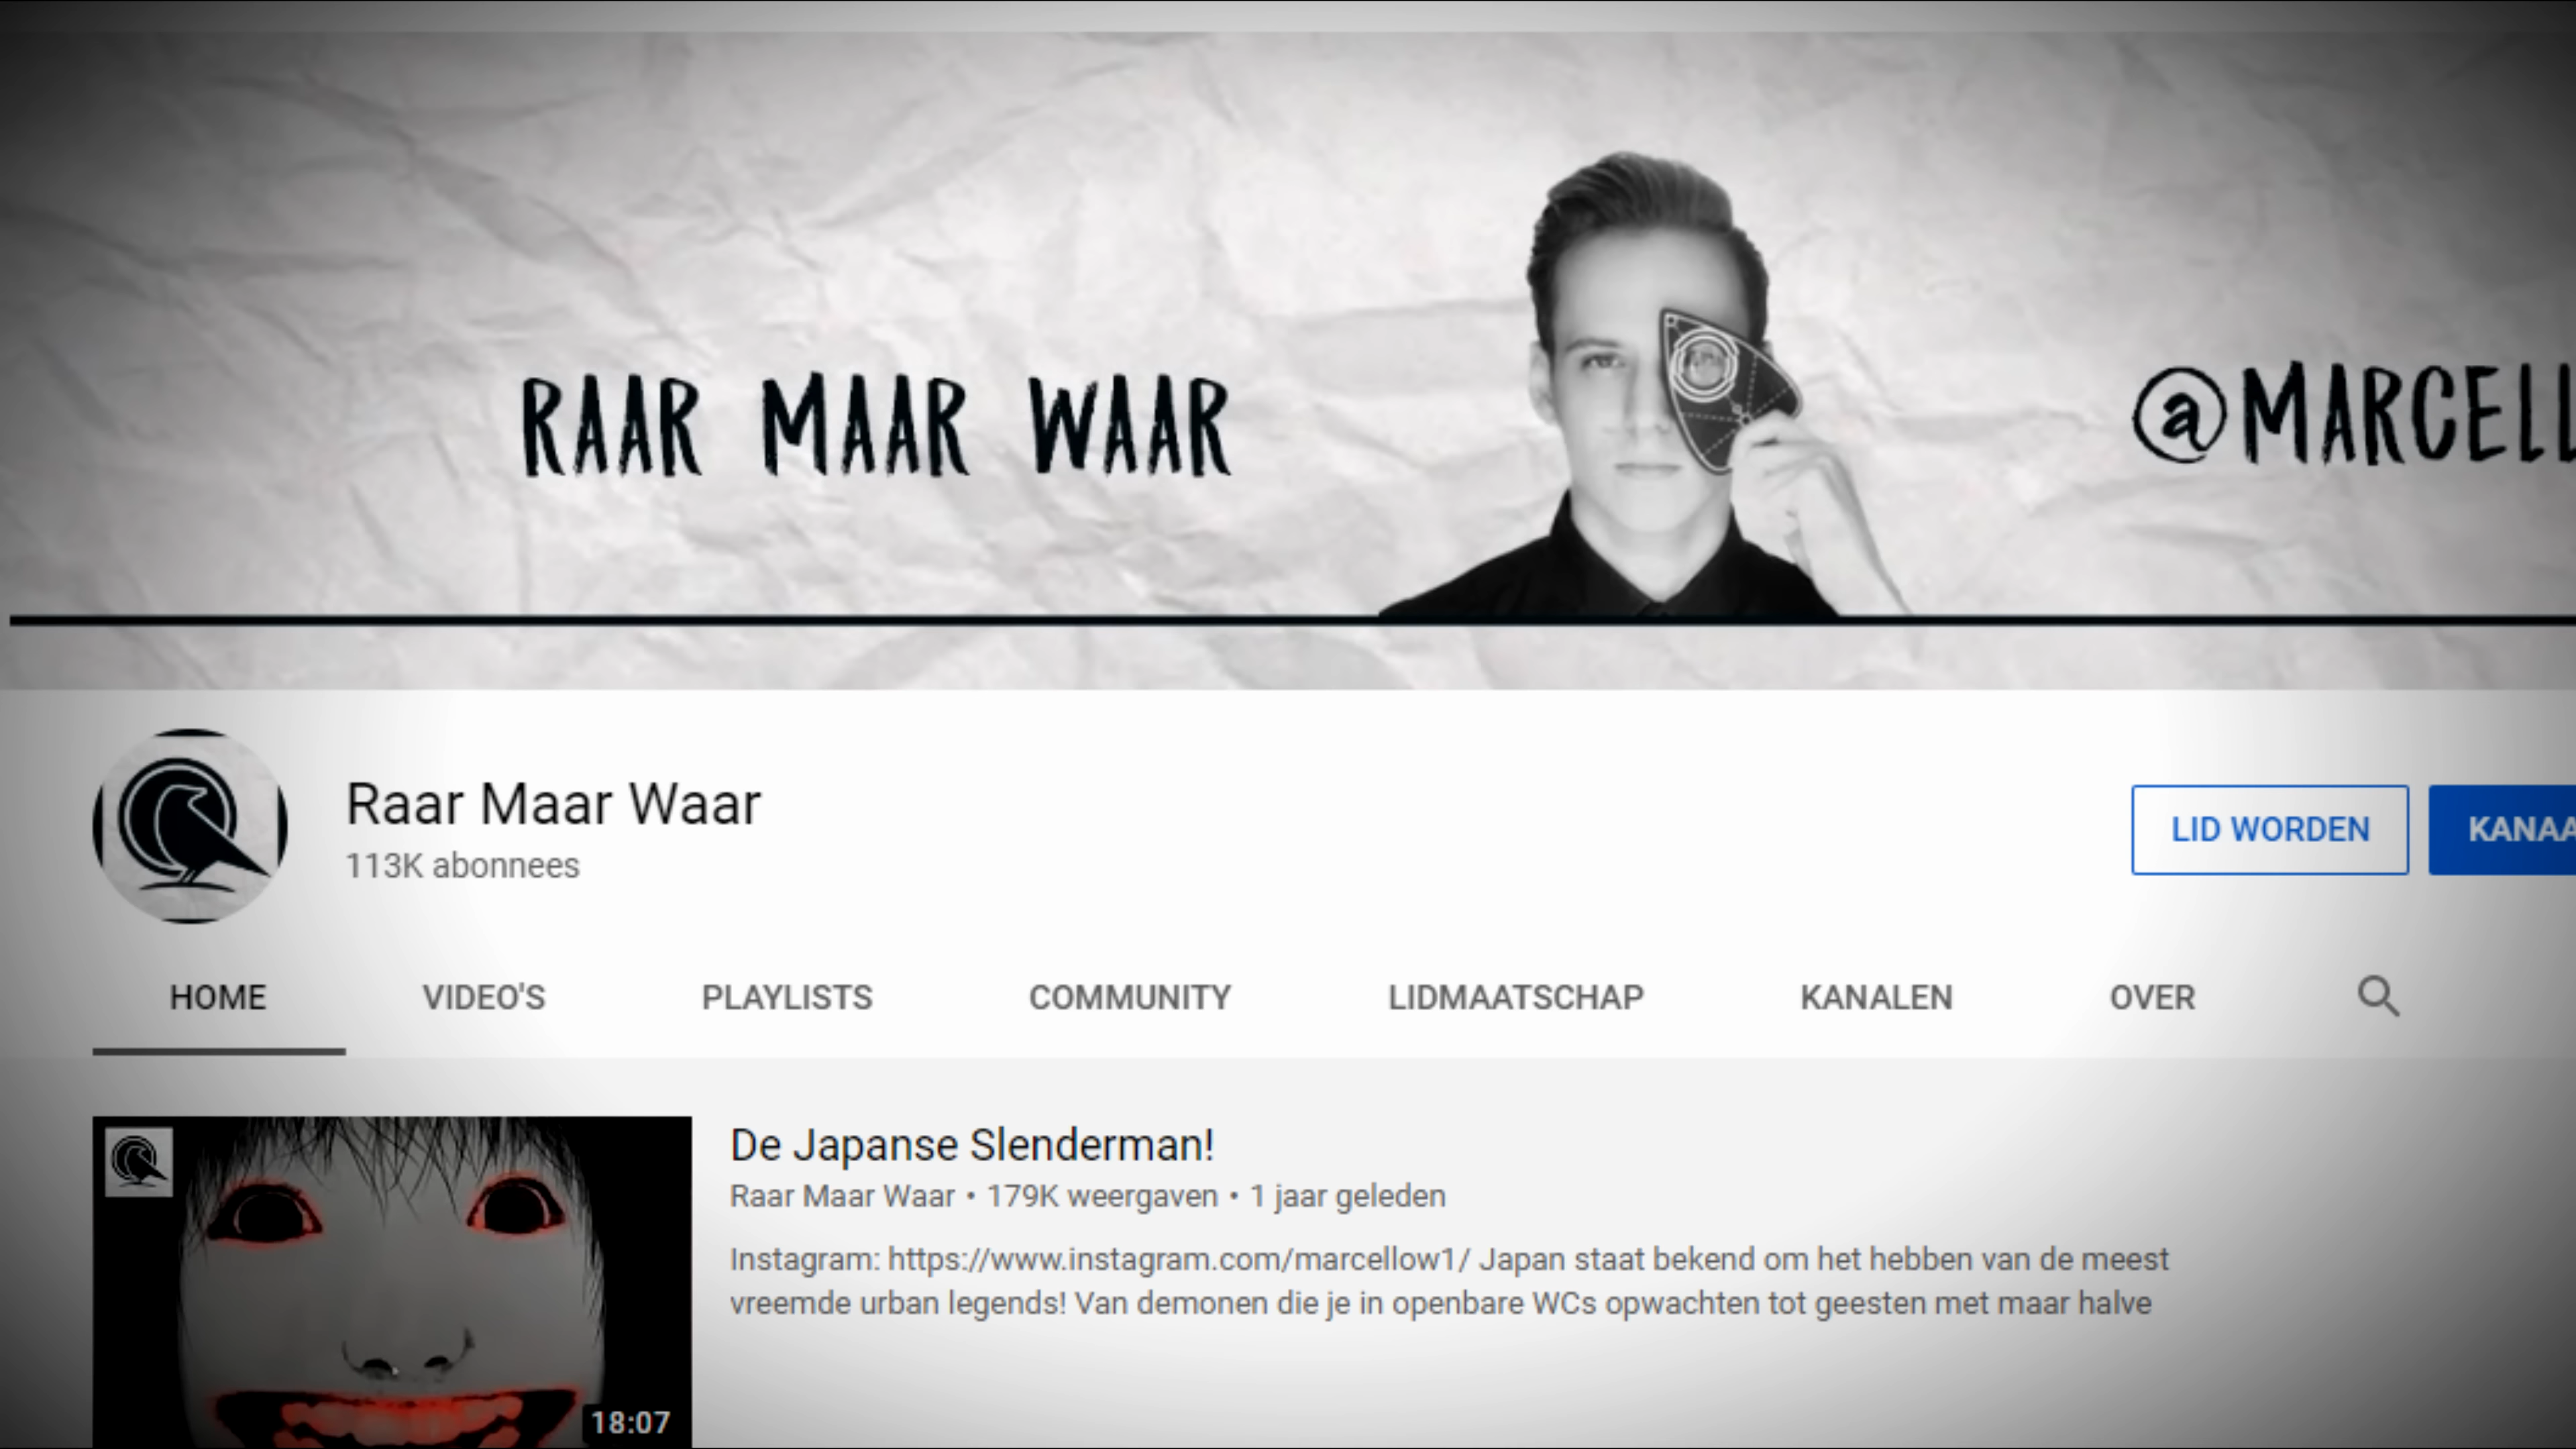 RAAR MAAR WAAR
@MARCELL
Raar Maar Waar
113K abonnees
LID WORDEN
KANAA
HOME
VIDEO'S
PLAYLISTS
COMMUNITY
LIDMAATSCHAP
KANALEN
OVER
De Japanse Slenderman!
Raar Maar Waar • 179K weergaven • 1 jaar geleden
Instagram: https://www.instagram.com/marcellow1/ Japan staat bekend om het hebben van de meest
vreemde urban legends! Van demonen die je in openbare WCs opwachten tot geesten met maar halve
18:07